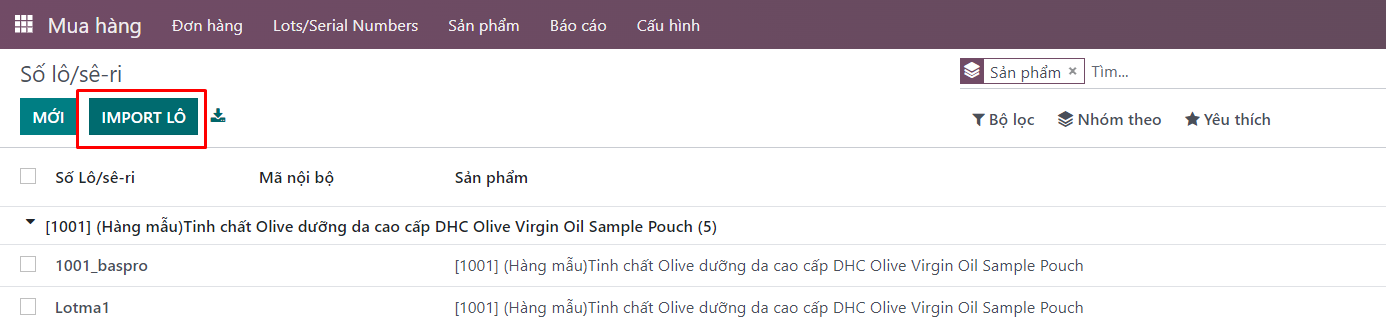 Mua hàng Đơn hàng Lots/Serial Numbers Sản phẩm Báo cáo Cấu hình
Số lô/sê-ri
Sản phẩm × Tìm...
MỚI IMPORT LÔ
Bộ lọc Nhóm theo Yêu thích
Số Lô/sê-ri Mã nội bộ Sản phẩm
[1001] (Hàng mẫu)Tinh chất Olive dưỡng da cao cấp DHC Olive Virgin Oil Sample Pouch (5)
1001_baspro [1001] (Hàng mẫu)Tinh chất Olive dưỡng da cao cấp DHC Olive Virgin Oil Sample Pouch
Lotma1 [1001] (Hàng mẫu)Tinh chất Olive dưỡng da cao cấp DHC Olive Virgin Oil Sample Pouch